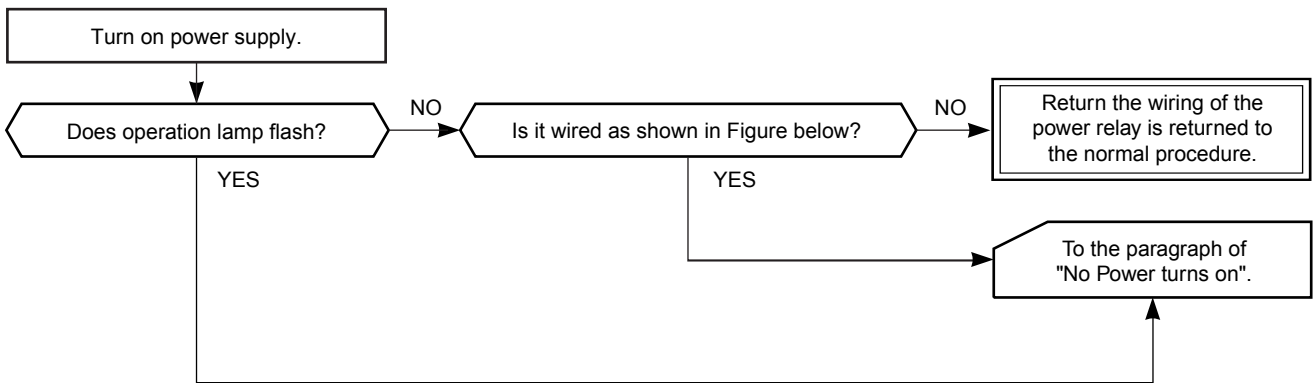 Turn on power supply.
Does operation lamp flash?
NO
Is it wired as shown in Figure below?
NO
Return the wiring of the
power relay is returned to
the normal procedure.
YES
YES
To the paragraph of
"No Power turns on".